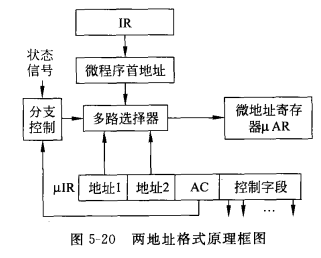 IR
状态
信号
微程序首地址
分支
控制
多路选择器
微地址寄存
器μAR
μIR 地址1 地址2 AC 控制字段
…
图 5-20 两地址格式原理框图